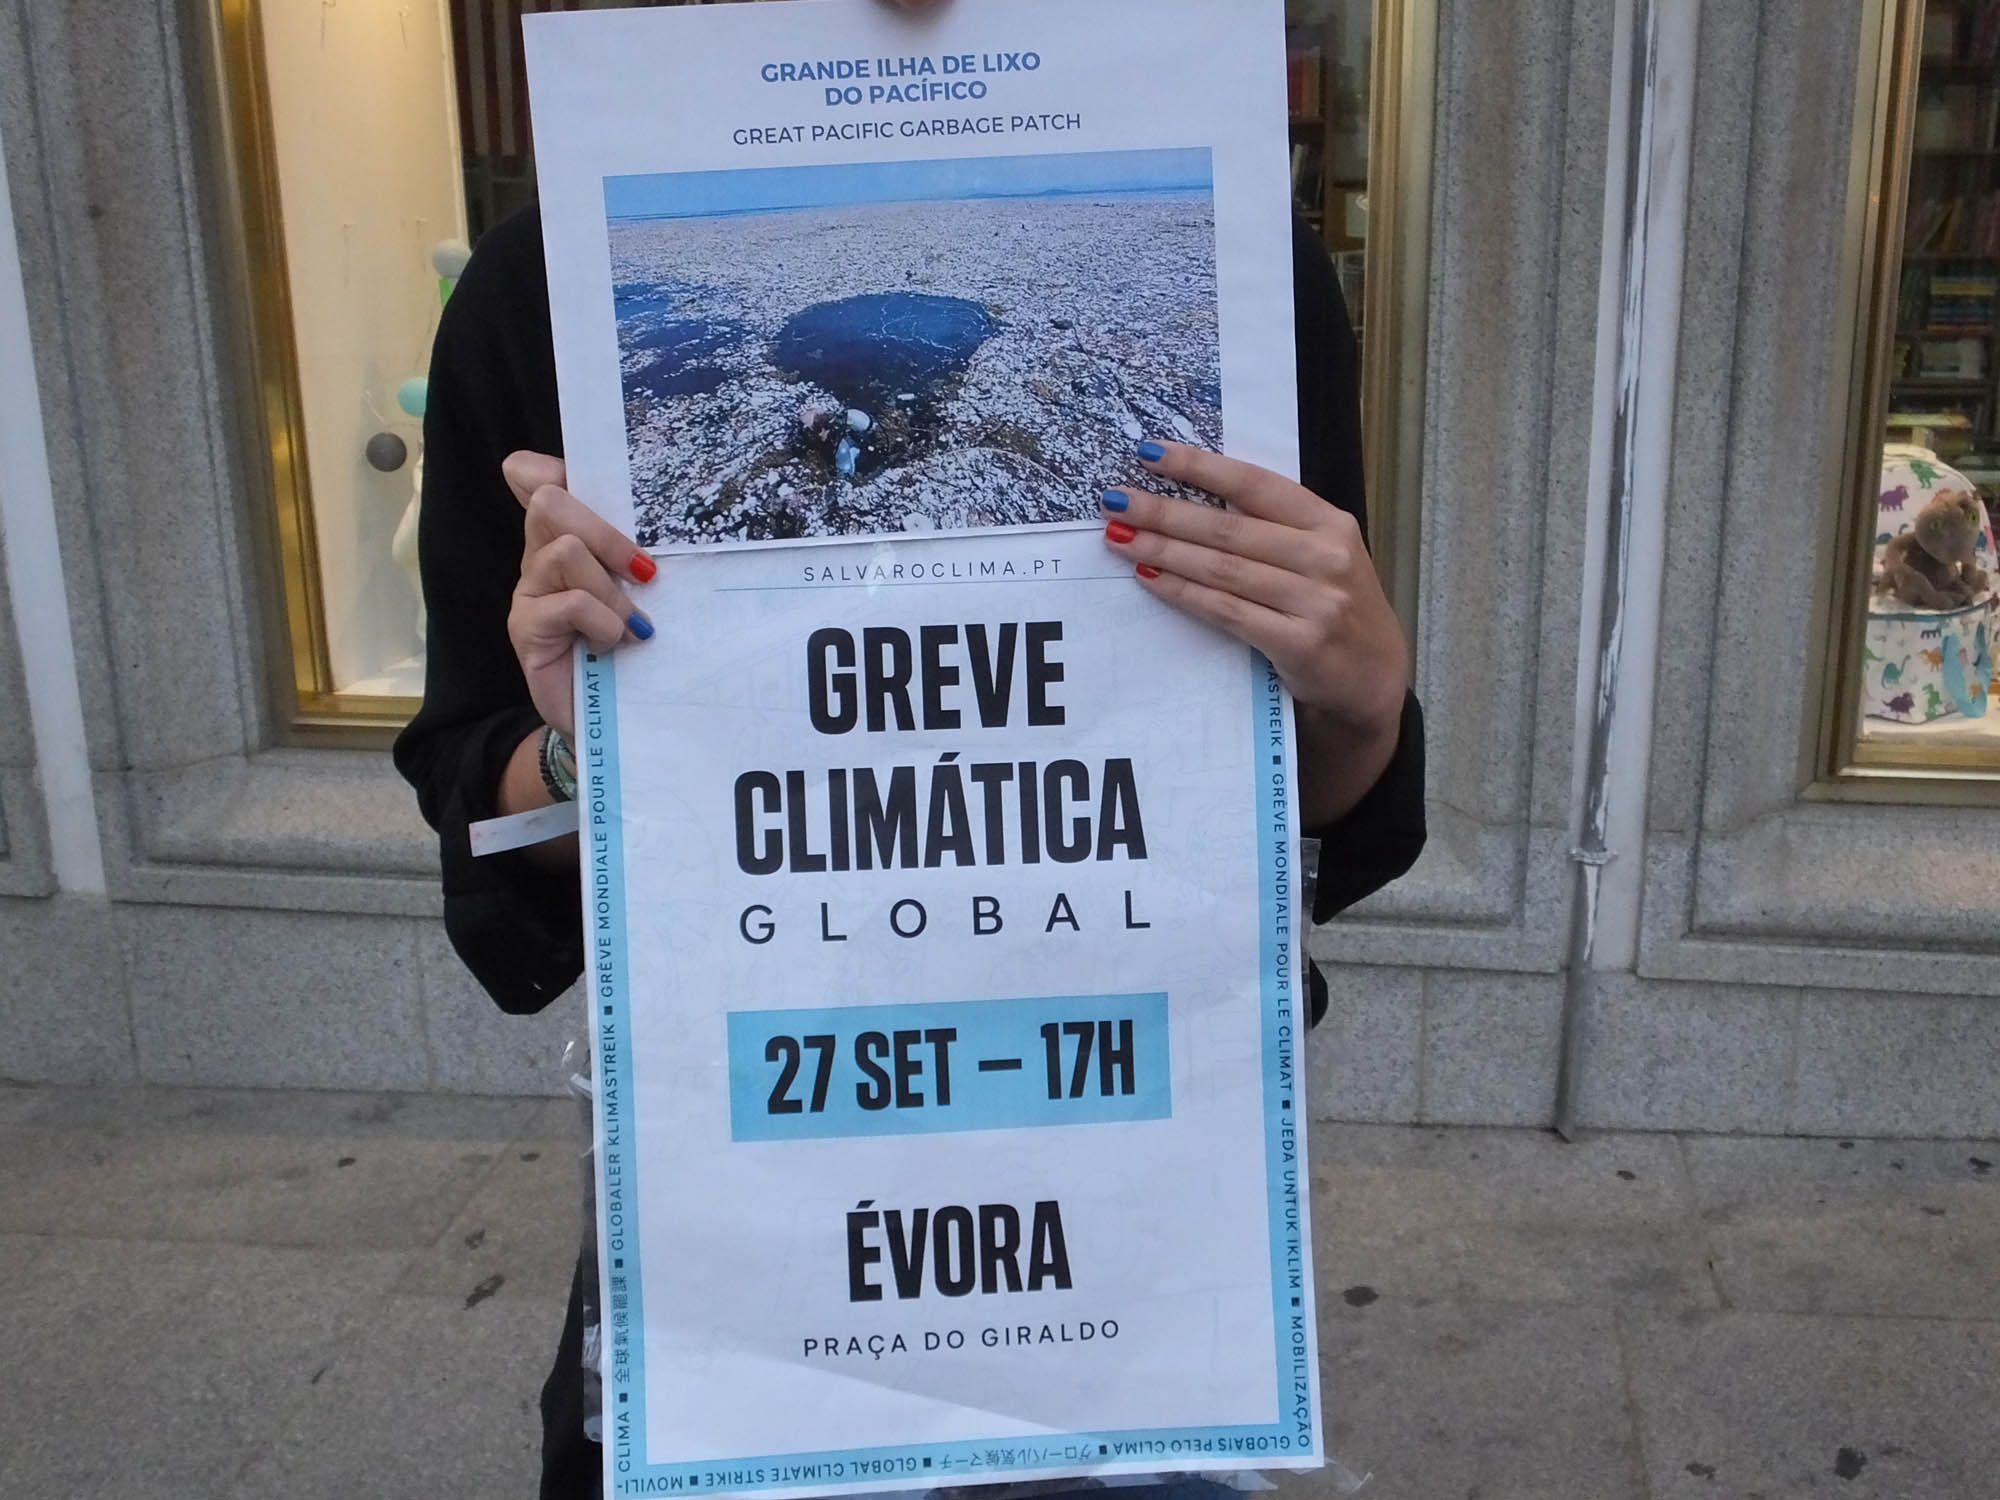 GRANDE ILHA DE LIXO
DO PACÍFICO
GREAT PACIFIC GARBAGE PATCH
SALVAROCLIMA.PT
GREVE
CLIMÁTICA
GLOBAL
27 SET – 17H
ÉVORA
PRAÇA DO GIRALDO
CLIMA ■ 全球氣候罷課 ■ GLOBALER KLIMASTREIK ■ GRÈVE MONDIALE POUR LE CLIMAT ■
ASTREIK ■ GRÈVE MONDIALE POUR LE CLIMAT ■ JEDA UNTUK IKLIM ■ MOBILIZAÇÃO
GLOBAIS PELO CLIMA ■ グローバル気候マーチ ■ GLOBAL CLIMATE STRIKE ■ MOVILI-